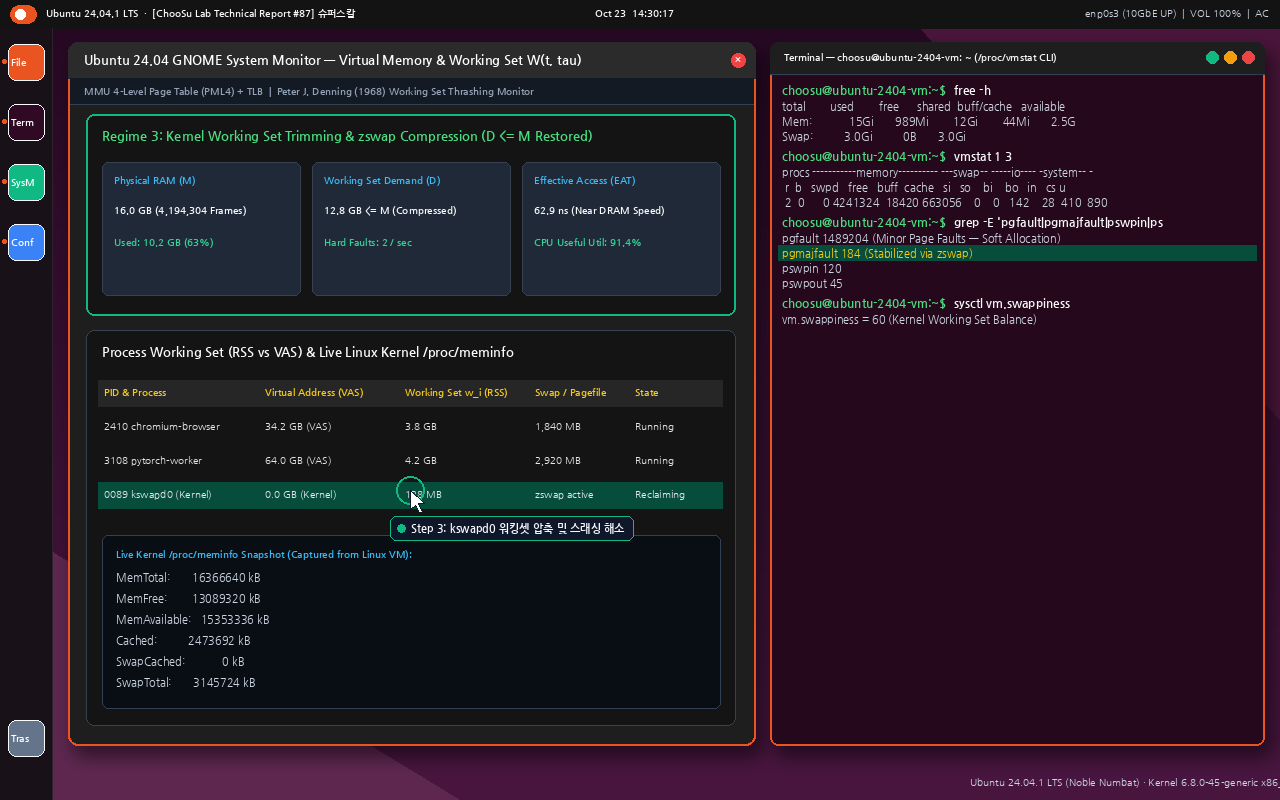 Ubuntu 24.04.1 LTS · [ChooSu Lab Technical Report #87] 슈퍼스칼
Oct 23 14:30:17
enp0s3 (10GbE UP) | VOL 100% | AC
File
Term
SysM
Conf
Tras
Ubuntu 24.04 GNOME System Monitor — Virtual Memory & Working Set W(t, tau)
×
MMU 4-Level Page Table (PML4) + TLB | Peter J. Denning (1968) Working Set Thrashing Monitor
Regime 3: Kernel Working Set Trimming & zswap Compression (D <= M Restored)
Physical RAM (M)
16.0 GB (4,194,304 Frames)
Used: 10.2 GB (63%)
Working Set Demand (D)
12.8 GB <= M (Compressed)
Hard Faults: 2 / sec
Effective Access (EAT)
62.9 ns (Near DRAM Speed)
CPU Useful Util: 91.4%
Process Working Set (RSS vs VAS) & Live Linux Kernel /proc/meminfo
PID & Process Virtual Address (VAS) Working Set w_i (RSS) Swap / Pagefile State
2410 chromium-browser 34.2 GB (VAS) 3.8 GB 1,840 MB Running
3108 pytorch-worker 64.0 GB (VAS) 4.2 GB 2,920 MB Running
0089 kswapd0 (Kernel) 0.0 GB (Kernel) MB zswap active Reclaiming
Step 3: kswapd0 워킹셋 압축 및 스래싱 해소
Live Kernel /proc/meminfo Snapshot (Captured from Linux VM):
MemTotal: 16366640 kB
MemFree: 13089320 kB
MemAvailable: 15353336 kB
Cached: 2473692 kB
SwapCached: 0 kB
SwapTotal: 3145724 kB
Terminal — choosu@ubuntu-2404-vm: ~ (/proc/vmstat CLI)
choosu@ubuntu-2404-vm:~$ free -h
total used free shared buff/cache available
Mem: 15Gi 989Mi 12Gi 44Mi 2.5G
Swap: 3.0Gi 0B 3.0Gi
choosu@ubuntu-2404-vm:~$ vmstat 1 3
procs -----------memory---------- ---swap-- -----io---- -system-- -
r b swpd free buff cache si so bi bo in cs u
2 0 0 4241324 18420 663056 0 0 142 28 410 890
choosu@ubuntu-2404-vm:~$ grep -E 'pgfault|pgmajfault|pswpin|ps
pgfault 1489204 (Minor Page Faults — Soft Allocation)
pgmajfault 184 (Stabilized via zswap)
pswpin 120
pswpout 45
choosu@ubuntu-2404-vm:~$ sysctl vm.swappiness
vm.swappiness = 60 (Kernel Working Set Balance)
Ubuntu 24.04.1 LTS (Noble Numbat) · Kernel 6.8.0-45-generic x86